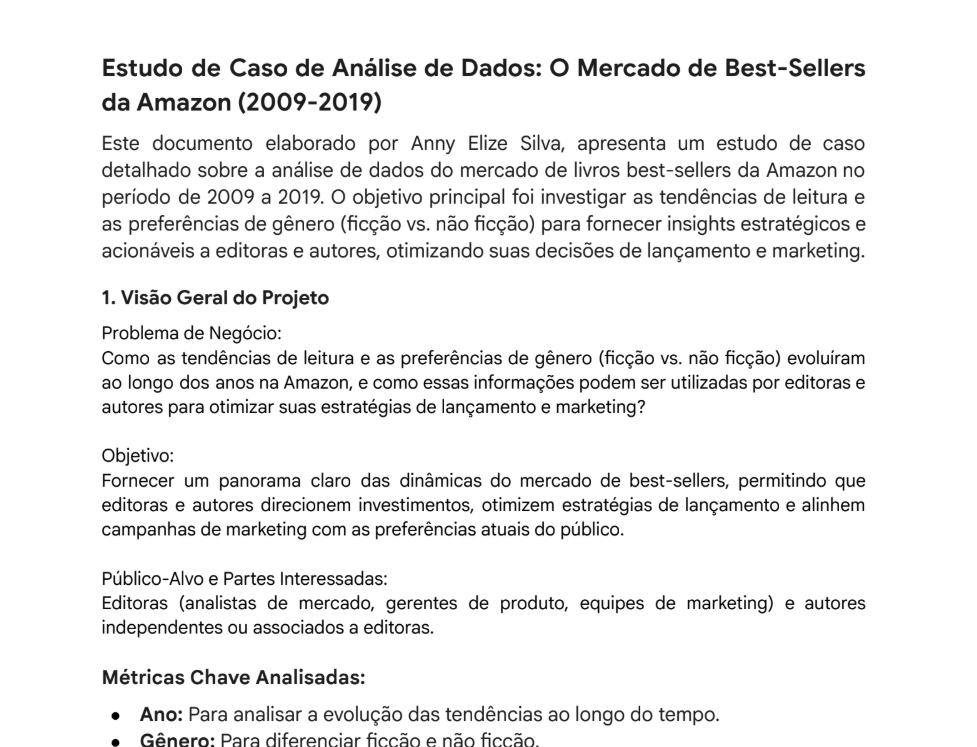 Estudo de Caso de Análise de Dados: O Mercado de Best-Sellers
da Amazon (2009-2019)
Este documento elaborado por Anny Elize Silva, apresenta um estudo de caso
detalhado sobre a análise de dados do mercado de livros best-sellers da Amazon no
período de 2009 a 2019. O objetivo principal foi investigar as tendências de leitura e
as preferências de gênero (ficção vs. não ficção) para fornecer insights estratégicos e
acionáveis a editoras e autores, otimizando suas decisões de lançamento e marketing.
1. Visão Geral do Projeto
Problema de Negócio:
Como as tendências de leitura e as preferências de gênero (ficção vs. não ficção) evoluíram
ao longo dos anos na Amazon, e como essas informações podem ser utilizadas por editoras e
autores para otimizar suas estratégias de lançamento e marketing?
Objetivo:
Fornecer um panorama claro das dinâmicas do mercado de best-sellers, permitindo que
editoras e autores direcionem investimentos, otimizem estratégias de lançamento e alinhem
campanhas de marketing com as preferências atuais do público.
Público-Alvo e Partes Interessadas:
Editoras (analistas de mercado, gerentes de produto, equipes de marketing) e autores
independentes ou associados a editoras.
Métricas Chave Analisadas:
● Ano: Para analisar a evolução das tendências ao longo do tempo.
● Gênero: Para diferenciar ficção e não ficção.